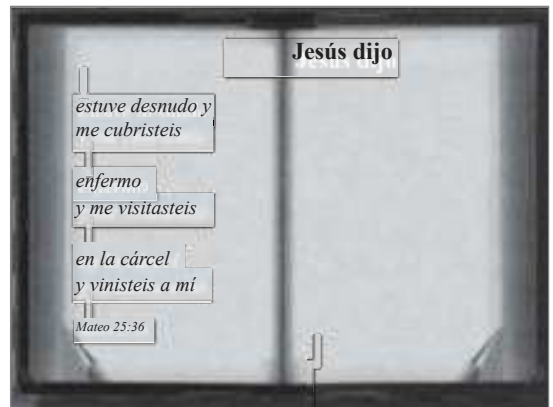 Jesús dijo
estuve desnudo y
me cubristeis
enfermo
y me visitasteis
en la cárcel
y vinisteis a mí
Mateo 25:36